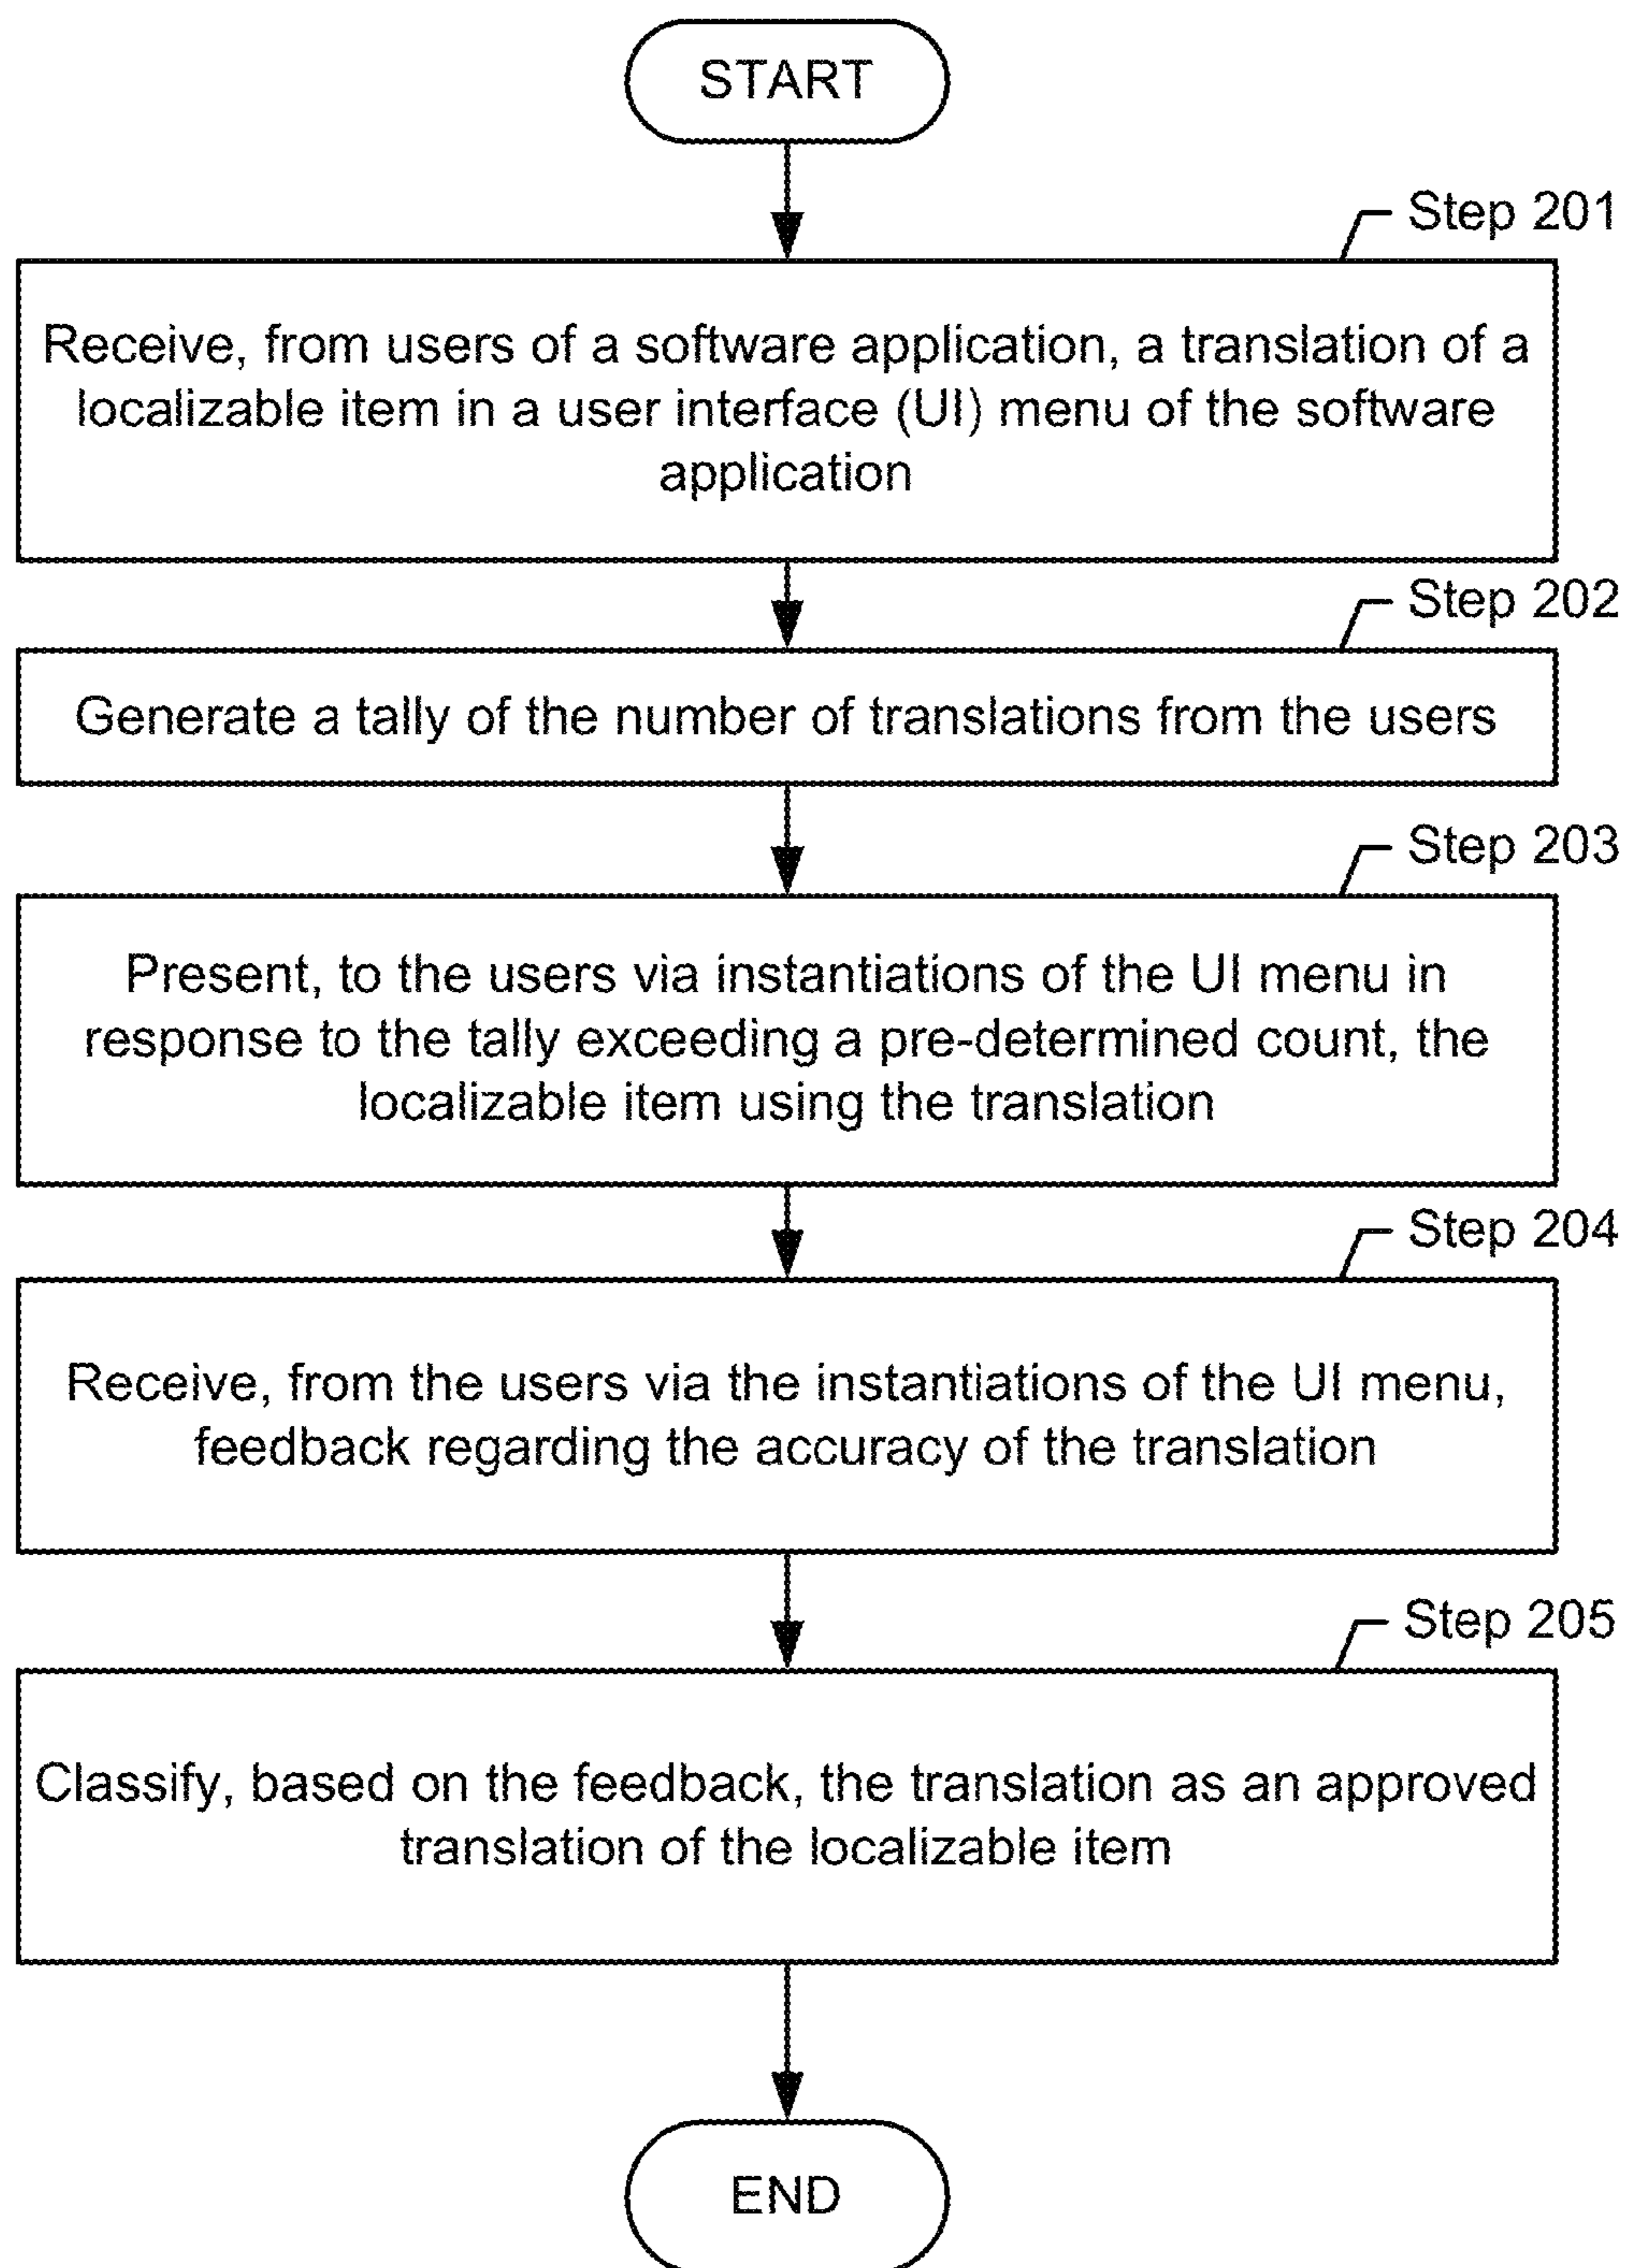 START
Step 201
Receive, from users of a software application, a translation of a
localizable item in a user interface (UI) menu of the software
application
Step 202
Generate a tally of the number of translations from the users
Step 203
Present, to the users via instantiations of the UI menu in
response to the tally exceeding a pre-determined count, the
localizable item using the translation
Step 204
Receive, from the users via the instantiations of the UI menu,
feedback regarding the accuracy of the translation
Step 205
Classify, based on the feedback, the translation as an approved
translation of the localizable item
END